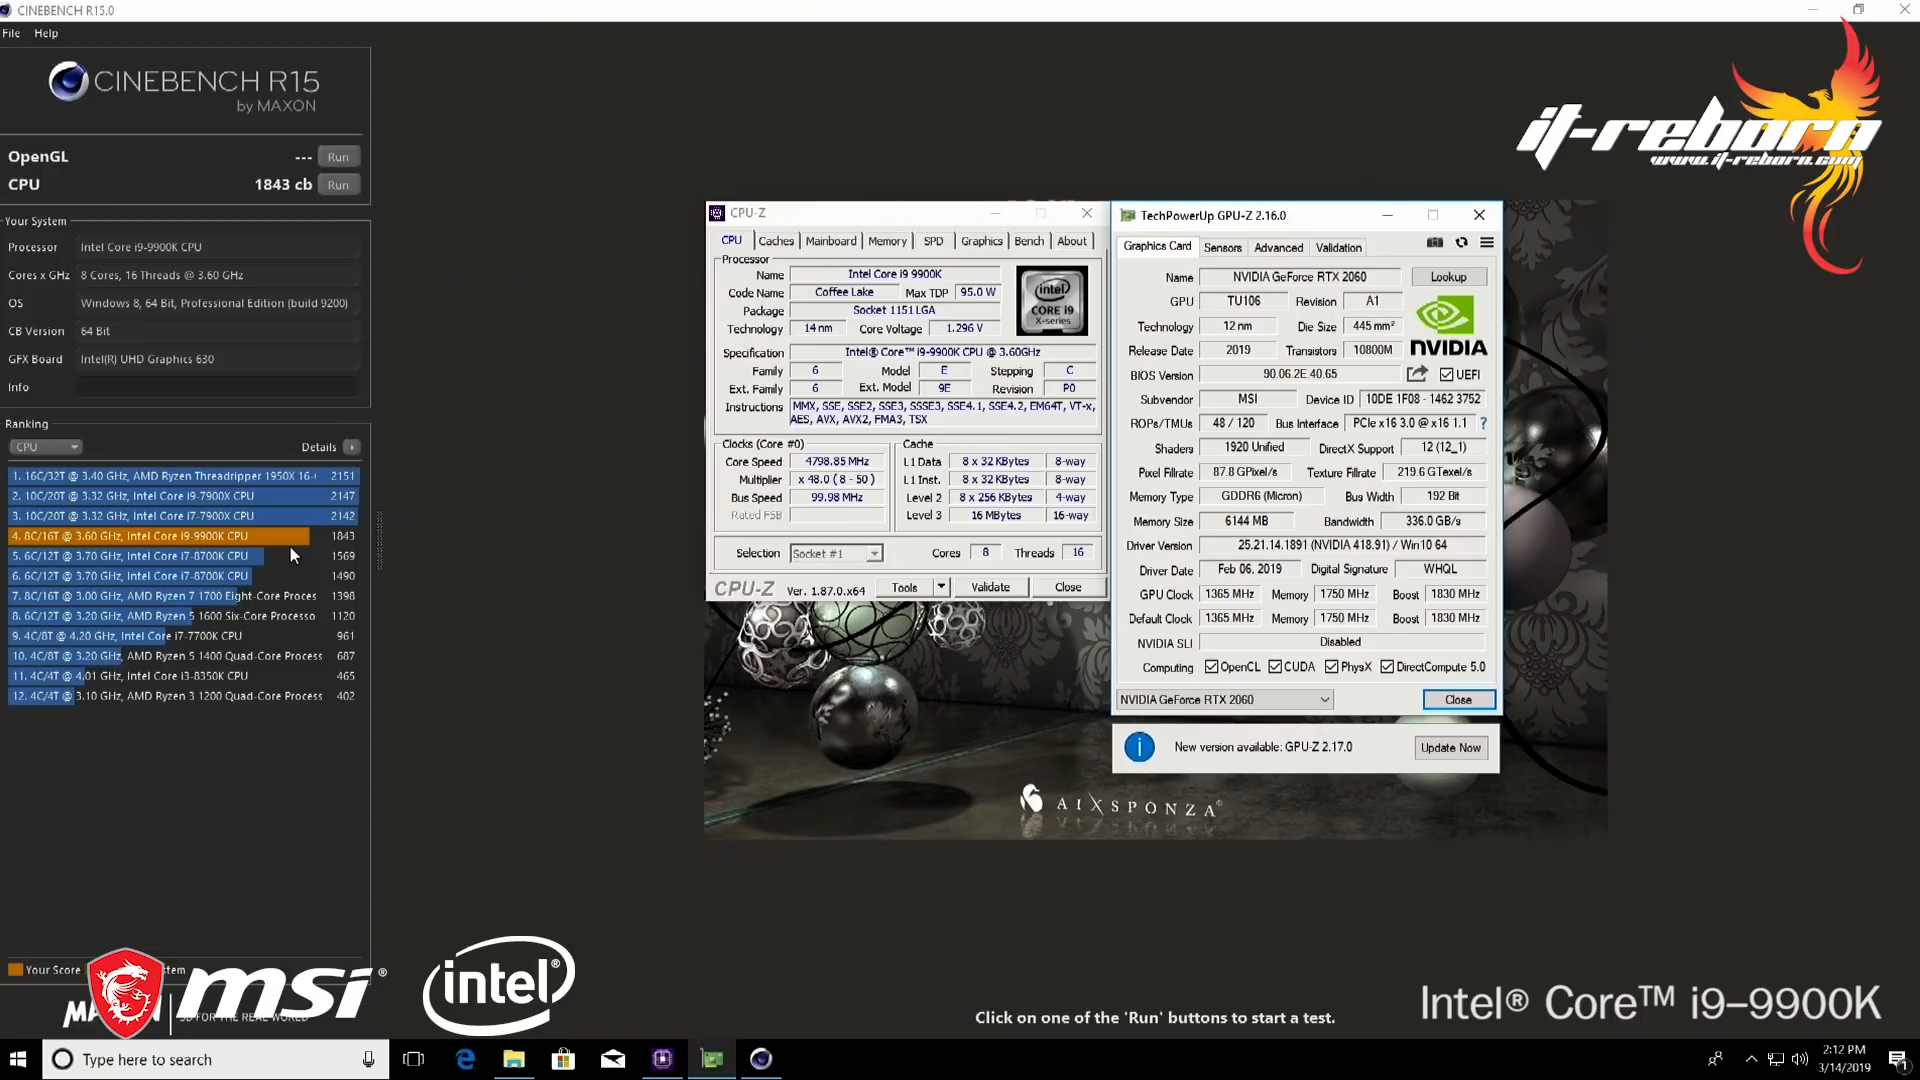 CINEBENCH R15.0
File Help
CINEBENCH R15
by MAXON
OpenGL --- Run
CPU 1843 cb Run
Your System
Processor Intel Core i9-9900K CPU
Cores x GHz 8 Cores, 16 Threads @ 3.60 GHz
OS Windows 8, 64 Bit, Professional Edition (build 9200)
CB Version 64 Bit
GFX Board Intel(R) UHD Graphics 630
Info
Ranking
CPU Details
1. 16C/32T @ 3.40 GHz, AMD Ryzen Threadripper 1950X 16-c 2151
2. 10C/20T @ 3.32 GHz, Intel Core i9-7900X CPU 2147
3. 10C/20T @ 3.32 GHz, Intel Core i7-7900X CPU 2142
4. 8C/16T @ 3.60 GHz, Intel Core i9-9900K CPU 1843
5. 6C/12T @ 3.70 GHz, Intel Core i7-8700K CPU 1569
6. 6C/12T @ 3.70 GHz, Intel Core i7-8700K CPU 1490
7. 8C/16T @ 3.00 GHz, AMD Ryzen 7 1700 Eight-Core Proces 1398
8. 6C/12T @ 3.20 GHz, AMD Ryzen 5 1600 Six-Core Processo 1120
9. 4C/8T @ 4.20 GHz, Intel Core i7-7700K CPU 961
10. 4C/8T @ 3.20 GHz, AMD Ryzen 5 1400 Quad-Core Process 687
11. 4C/4T @ 4.01 GHz, Intel Core i3-8350K CPU 465
12. 4C/4T @ 3.10 GHz, AMD Ryzen 3 1200 Quad-Core Process 402
Your Score
CPU-Z
CPU Caches Mainboard Memory SPD Graphics Bench About
Processor
Name Intel Core i9 9900K
Code Name Coffee Lake Max TDP 95.0 W
Package Socket 1151 LGA
Technology 14 nm Core Voltage 1.296 V
intel
CORE i9
X-series
Specification Intel® Core™ i9-9900K CPU @ 3.60GHz
Family 6 Model E Stepping C
Ext. Family 6 Ext. Model 9E Revision P0
Instructions MMX, SSE, SSE2, SSE3, SSSE3, SSE4.1, SSE4.2, EM64T, VT-x,
AES, AVX, AVX2, FMA3, TSX
Clocks (Core #0)
Core Speed 4798.85 MHz
Multiplier x 48.0 ( 8 - 50 )
Bus Speed 99.98 MHz
Rated FSB
Cache
L1 Data 8 x 32 KBytes 8-way
L1 Inst. 8 x 32 KBytes 8-way
Level 2 8 x 256 KBytes 4-way
Level 3 16 MBytes 16-way
Selection Socket #1 Cores 8 Threads 16
CPU-Z Ver. 1.87.0.x64 Tools Validate Close
TechPowerUp GPU-Z 2.16.0
Graphics Card Sensors Advanced Validation
Name NVIDIA GeForce RTX 2060 Lookup
GPU TU106 Revision A1
Technology 12 nm Die Size 445 mm²
Release Date 2019 Transistors 10800M
NVIDIA
BIOS Version 90.06.2E.40.65 UEFI
Subvendor MSI Device ID 10DE 1F08 - 1462 3752
ROPs/TMUs 48 / 120 Bus Interface PCIe x16 3.0 @ x16 1.1 ?
Shaders 1920 Unified DirectX Support 12 (12_1)
Pixel Fillrate 87.8 GPixel/s Texture Fillrate 219.6 GTexel/s
Memory Type GDDR6 (Micron) Bus Width 192 Bit
Memory Size 6144 MB Bandwidth 336.0 GB/s
Driver Version 25.21.14.1891 (NVIDIA 418.91) / Win10 64
Driver Date Feb 06, 2019 Digital Signature WHQL
GPU Clock 1365 MHz Memory 1750 MHz Boost 1830 MHz
Default Clock 1365 MHz Memory 1750 MHz Boost 1830 MHz
NVIDIA SLI Disabled
Computing OpenCL CUDA PhysX DirectCompute 5.0
NVIDIA GeForce RTX 2060 Close
New version available: GPU-Z 2.17.0 Update Now
AIXSPONZA®
it-reborn
www.it-reborn.com
msi®
intel®
3D FOR THE REAL WORLD
Click on one of the 'Run' buttons to start a test.
Intel® Core™ i9-9900K
Type here to search
2:12 PM
3/14/2019
1